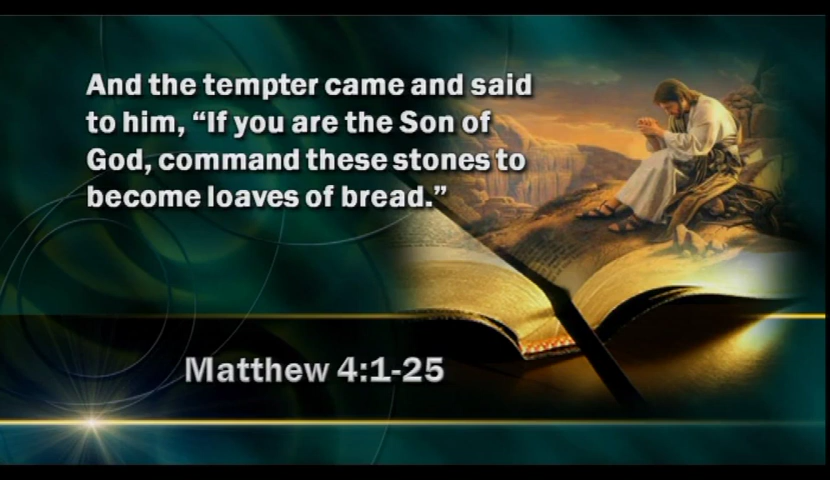 And the tempter came and said
to him, “If you are the Son of
God, command these stones to
become loaves of bread.”
Matthew 4:1-25